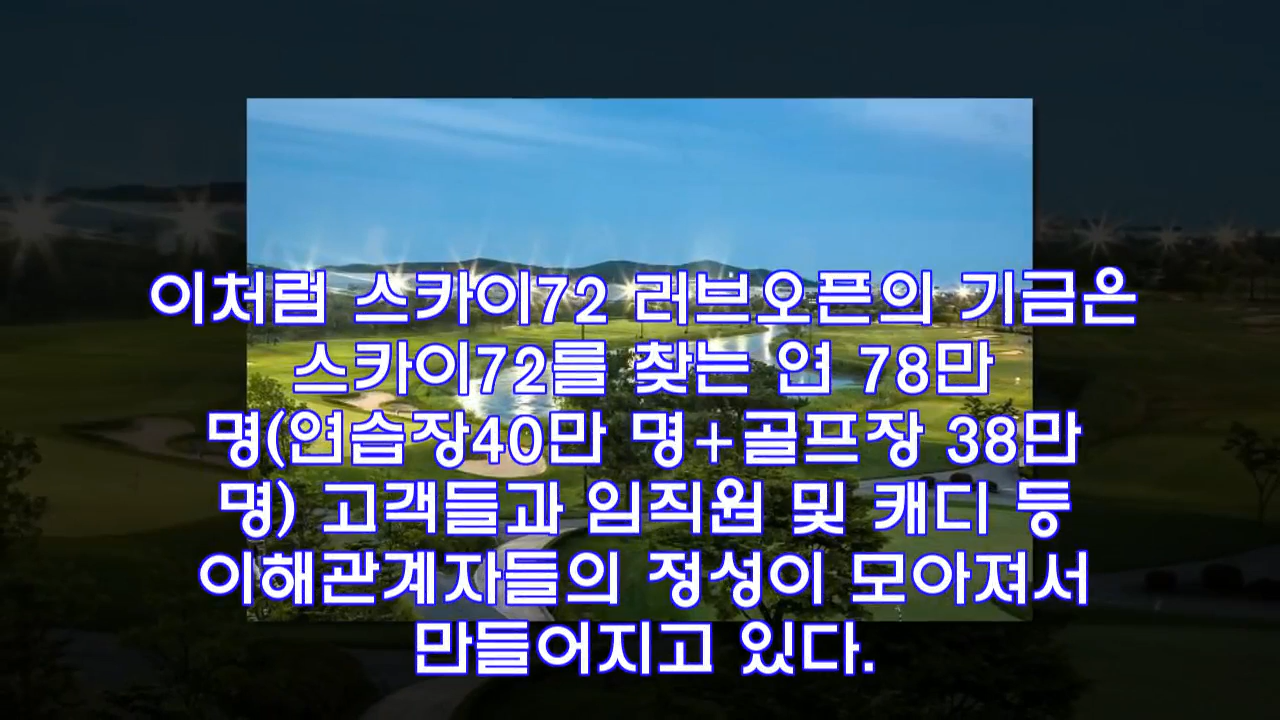 이처럼 스카이72 러브오픈의 기금은
스카이72를 찾는 연 78만
명(연습장40만 명+골프장 38만
명) 고객들과 임직원 및 캐디 등
이해관계자들의 정성이 모아져서
만들어지고 있다.